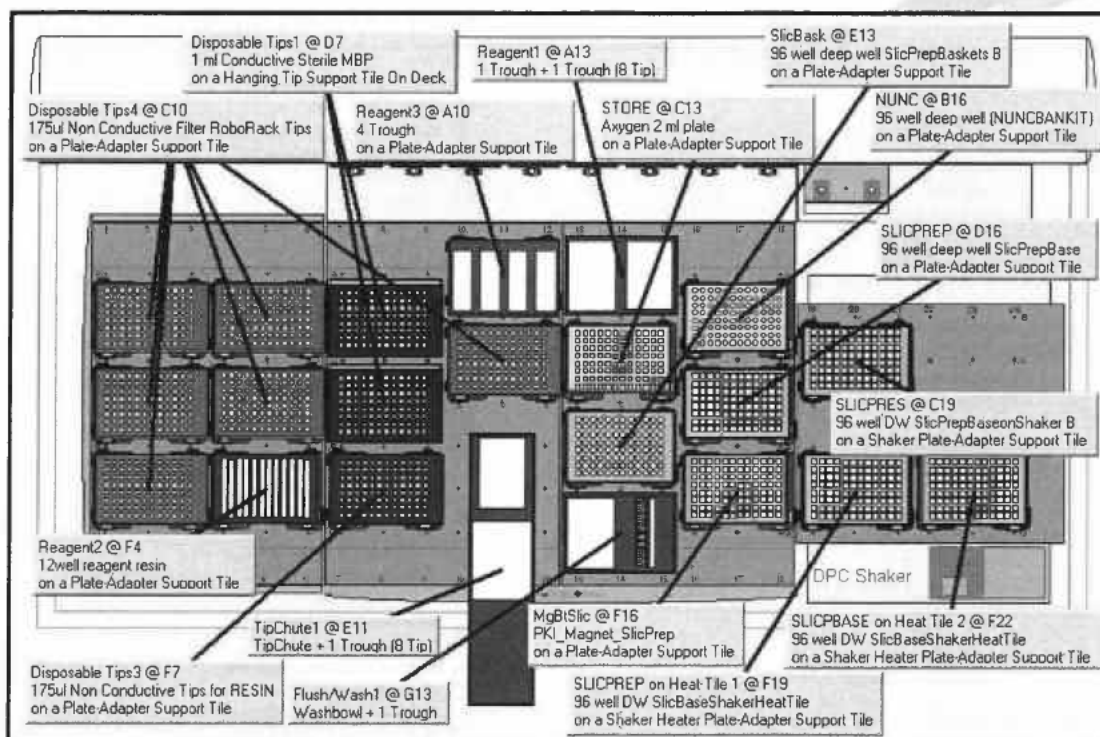 Disposable Tips1 @ D7
1 ml Conductive Sterile MBP
on a Hanging Tip Support Tile On Deck
Reagent1 @ A13
1 Trough + 1 Trough (8 Tip)
SlicBask @ E13
96 well deep well SlicPrepBaskets B
on a Plate-Adapter Support Tile
Disposable Tips4 @ C10
175ul Non Conductive Filter RoboRack Tips
on a Plate-Adapter Support Tile
Reagent3 @ A10
4 Trough
on a Plate-Adapter Support Tile
STORE @ C13
Axygen 2 ml plate
on a Plate-Adapter Support Tile
NUNC @ B16
96 well deep well (NUNCBANKIT)
on a Plate-Adapter Support Tile
SLICPREP @ D16
96 well deep well SlicPrepBase
on a Plate-Adapter Support Tile
SLICPRES @ C19
96 well DW SlicPrepBaseonShaker B
on a Shaker Plate-Adapter Support Tile
Reagent2 @ F4
12well reagent resin
on a Plate-Adapter Support Tile
DPC Shaker
TipChute1 @ E11
TipChute + 1 Trough (8 Tip)
MgBtSlic @ F16
PKI_Magnet_SlicPrep
on a Plate-Adapter Support Tile
SLICPBASE on Heat Tile 2 @ F22
96 well DW SlicBaseShakerHeatTile
on a Shaker Heater Plate-Adapter Support Tile
Disposable Tips3 @ F7
175ul Non Conductive Tips for RESIN
on a Plate-Adapter Support Tile
Flush/Wash1 @ G13
Washbowl + 1 Trough
SLICPREP on Heat Tile 1 @ F19
96 well DW SlicBaseShakerHeatTile
on a Shaker Heater Plate-Adapter Support Tile